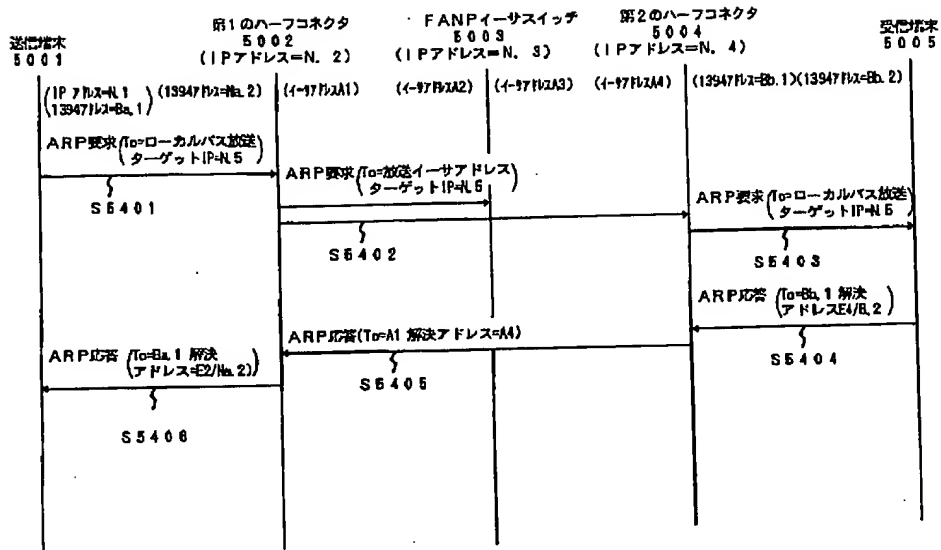 送信端末
5001
第1のハーフコネクタ
5002
(IPアドレス=N. 2)
FANPイーサスイッチ
5003
(IPアドレス=N. 3)
第2のハーフコネクタ
5004
(IPアドレス=N. 4)
受信端末
5005
(IPアドレス=N.1
13947ドレス=Ba.1)
(13947ドレス=Na.2)
(イーサアドレスA1)
(イーサアドレスA2)
(イーサアドレスA3)
(イーサアドレスA4)
(13947ドレス=Bb.1)
(13947ドレス=Bb.2)
ARP要求(To=ローカルバス放送
ターゲットIP=N.5)
S5401
ARP要求(To=放送イーサアドレス
ターゲットIP=N.5)
S5402
ARP要求(To=ローカルバス放送
ターゲットIP=N.5)
S5403
ARP応答(To=Bb.1 解決
アドレスE4/B.2)
S5404
ARP応答(To=A1 解決アドレス=A4)
S5405
ARP応答(To=Ba.1 解決
アドレス=E2/Na.2))
S5406